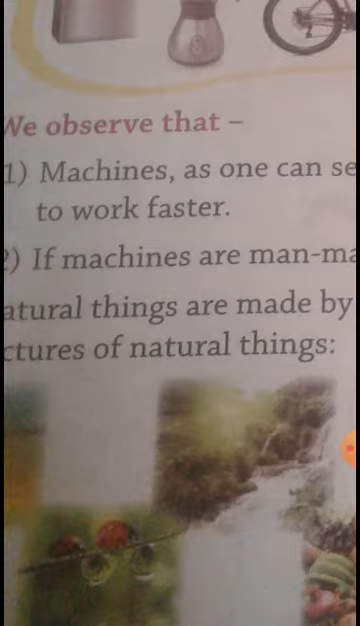 We observe that –
1) Machines, as one can se
to work faster.
2) If machines are man-ma
atural things are made by
ctures of natural things: